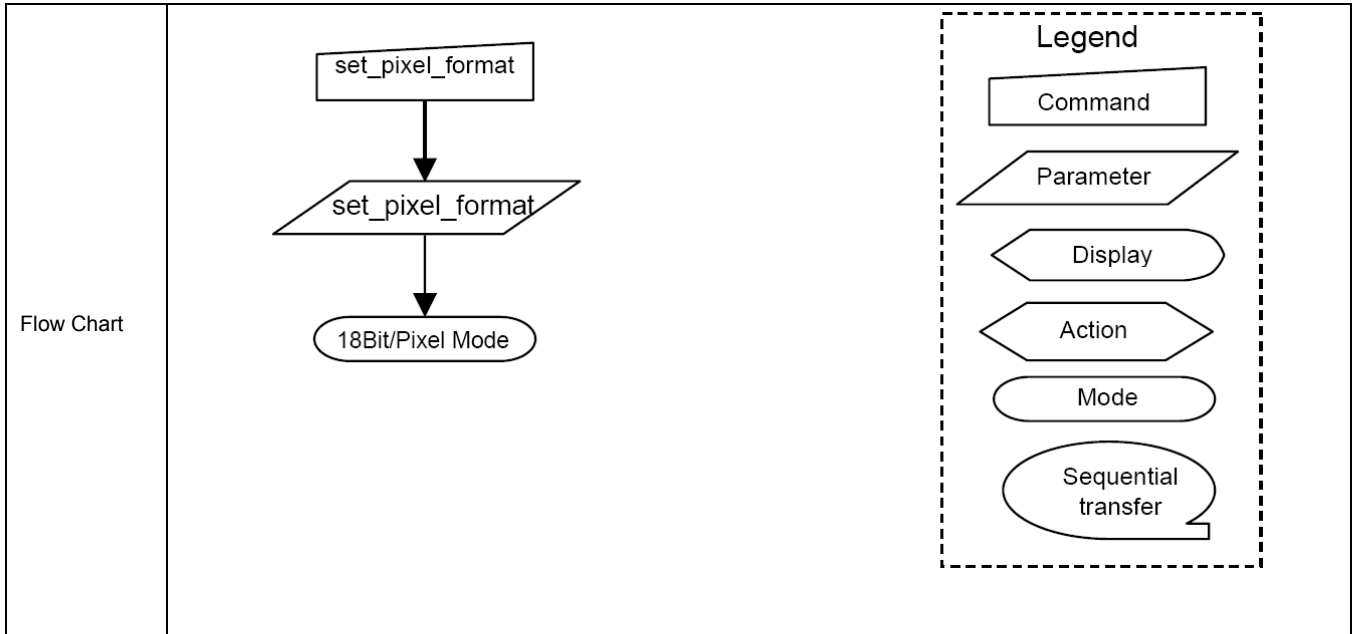 Flow Chart
set_pixel_format
set_pixel_format
18Bit/Pixel Mode
Legend
Command
Parameter
Display
Action
Mode
Sequential
transfer